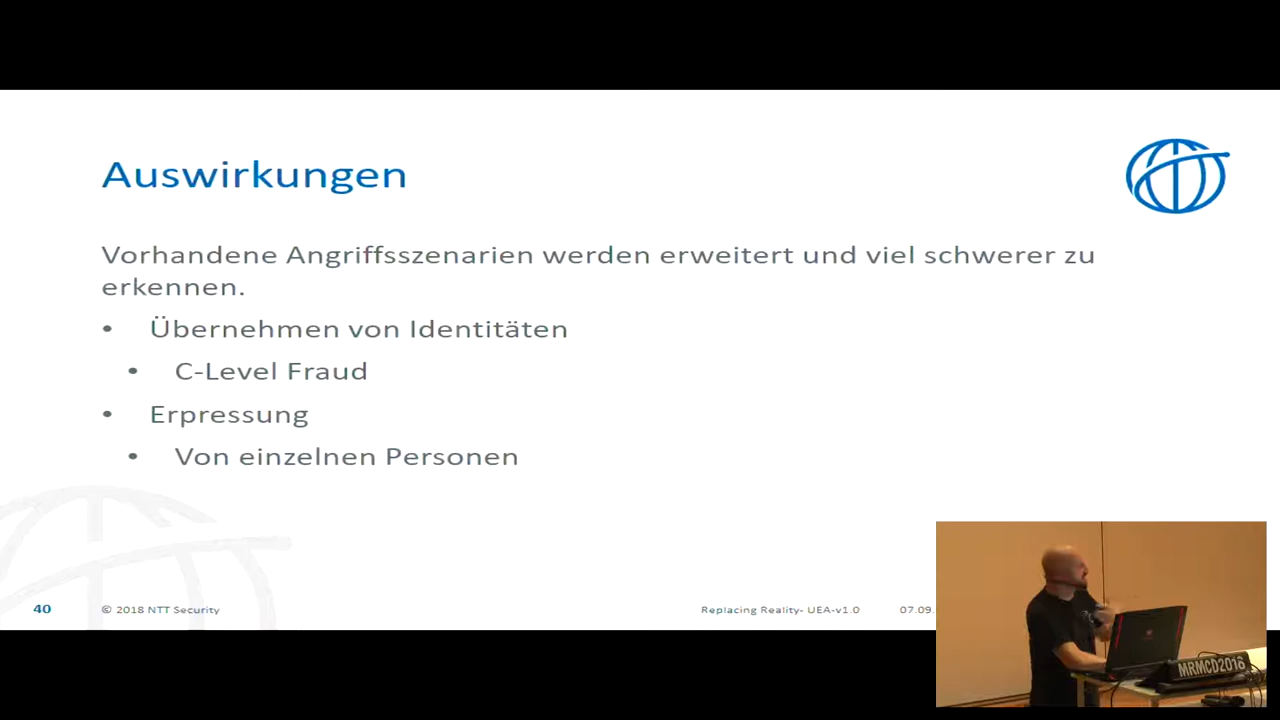 Auswirkungen
Vorhandene Angriffsszenarien werden erweitert und viel schwerer zu
erkennen.
• Übernehmen von Identitäten
• C-Level Fraud
• Erpressung
• Von einzelnen Personen
40 © 2018 NTT Security Replacing Reality- UEA-v1.0 07.09.
MRMCD2018